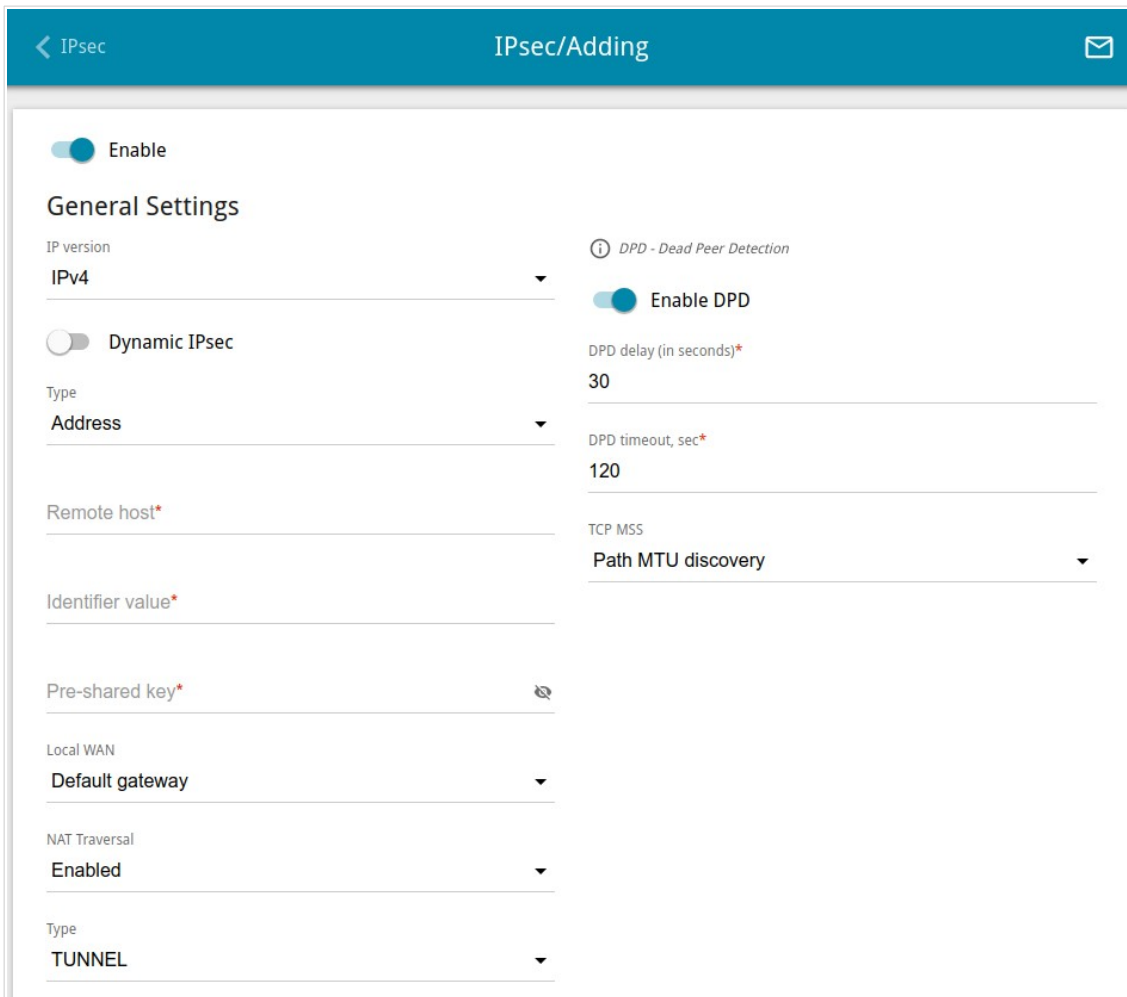 IPsec
IPsec/Adding
Enable
General Settings
IP version
IPv4
Dynamic IPsec
Type
Address
Remote host*
Identifier value*
Pre-shared key*
Local WAN
Default gateway
NAT Traversal
Enabled
Type
TUNNEL
DPD - Dead Peer Detection
Enable DPD
DPD delay (in seconds)*
30
DPD timeout, sec*
120
TCP MSS
Path MTU discovery